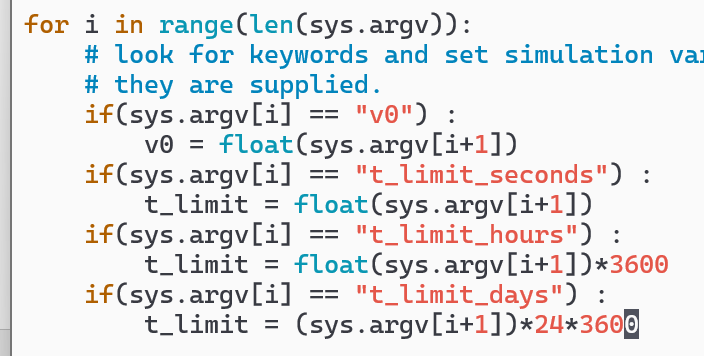 for i in range(len(sys.argv)):
    # look for keywords and set simulation
    # they are supplied.
    if(sys.argv[i] == "v0") :
        v0 = float(sys.argv[i+1])
    if(sys.argv[i] == "t_limit_seconds") :
        t_limit = float(sys.argv[i+1])
    if(sys.argv[i] == "t_limit_hours") :
        t_limit = float(sys.argv[i+1])*3600
    if(sys.argv[i] == "t_limit_days") :
        t_limit = (sys.argv[i+1])*24*3600